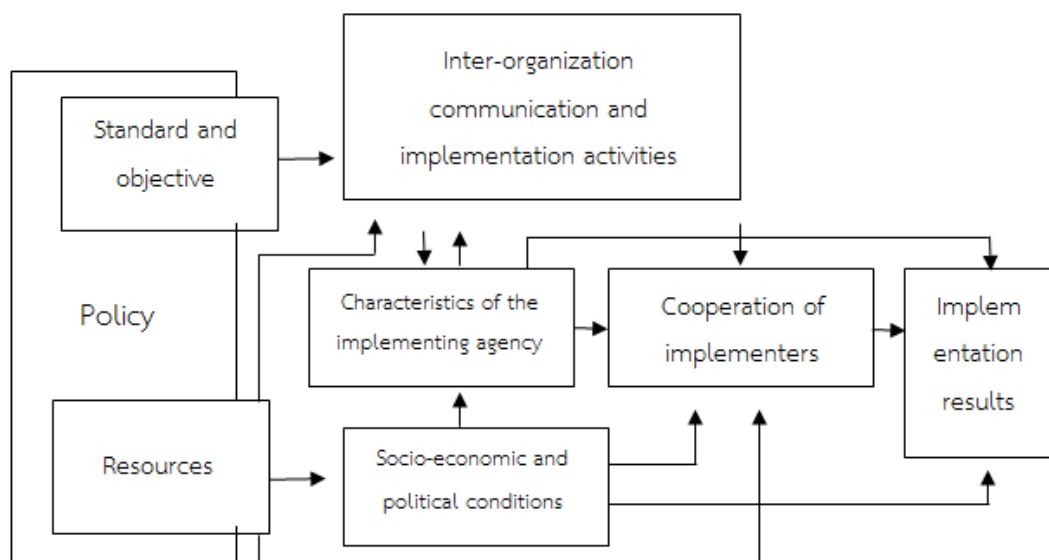 Inter-organization
communication and
implementation activities
Standard and
objective
Policy
Characteristics of the
implementing agency
Cooperation of
implementers
Implem
entation
results
Resources
Socio-economic and
political conditions